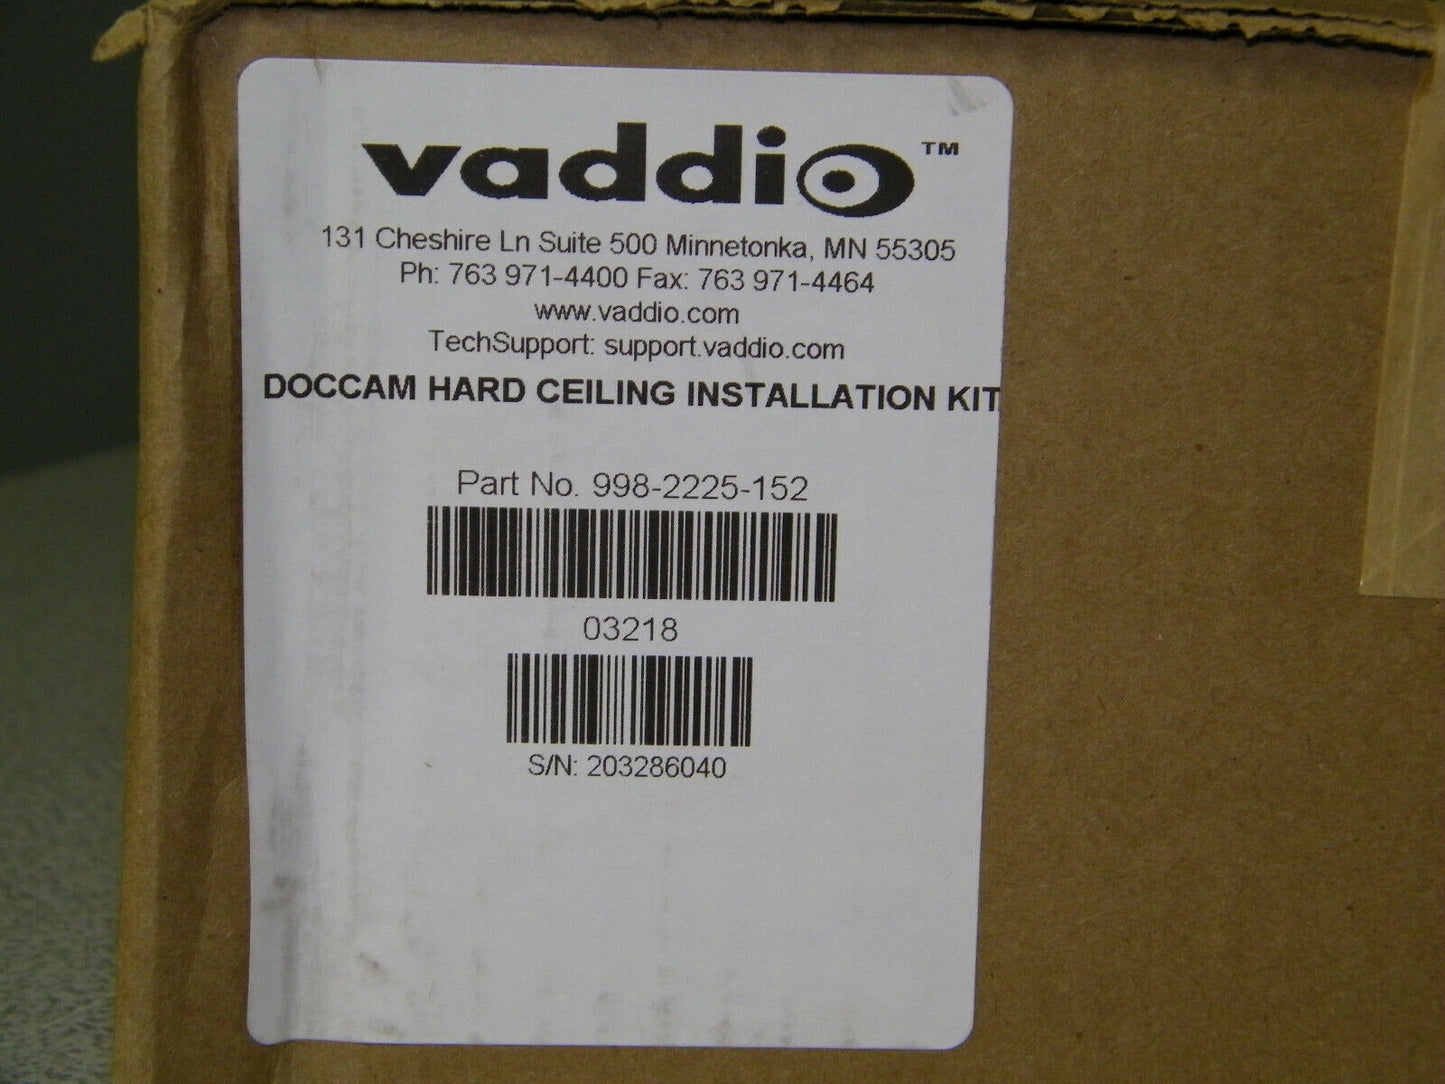 vaddio™
131 Cheshire Ln Suite 500 Minnetonka, MN 55305
Ph: 763 971-4400 Fax: 763 971-4464
www.vaddio.com
TechSupport: support.vaddio.com
DOCCAM HARD CEILING INSTALLATION KIT
Part No. 998-2225-152
03218
S/N: 203286040